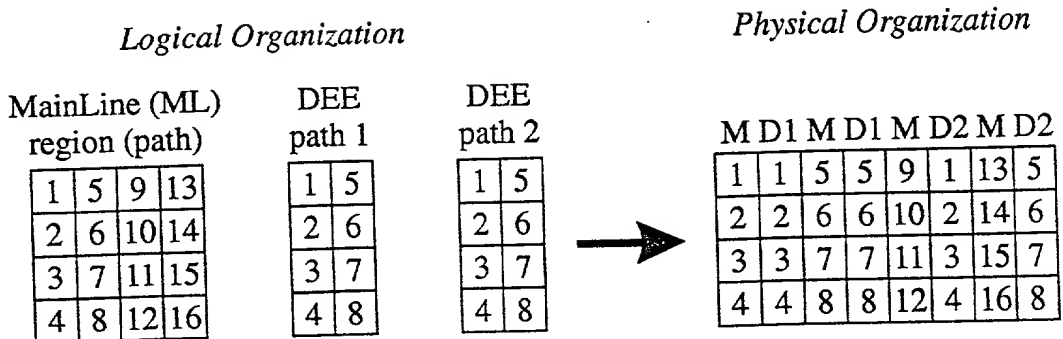 Logical Organization
Physical Organization
MainLine (ML)
region (path)
DEE
path 1
DEE
path 2
1 5 9 13
2 6 10 14
3 7 11 15
4 8 12 16
1 5
2 6
3 7
4 8
1 5
2 6
3 7
4 8
M D1 M D1 M D2 M D2
1 1 5 5 9 1 13 5
2 2 6 6 10 2 14 6
3 3 7 7 11 3 15 7
4 4 8 8 12 4 16 8